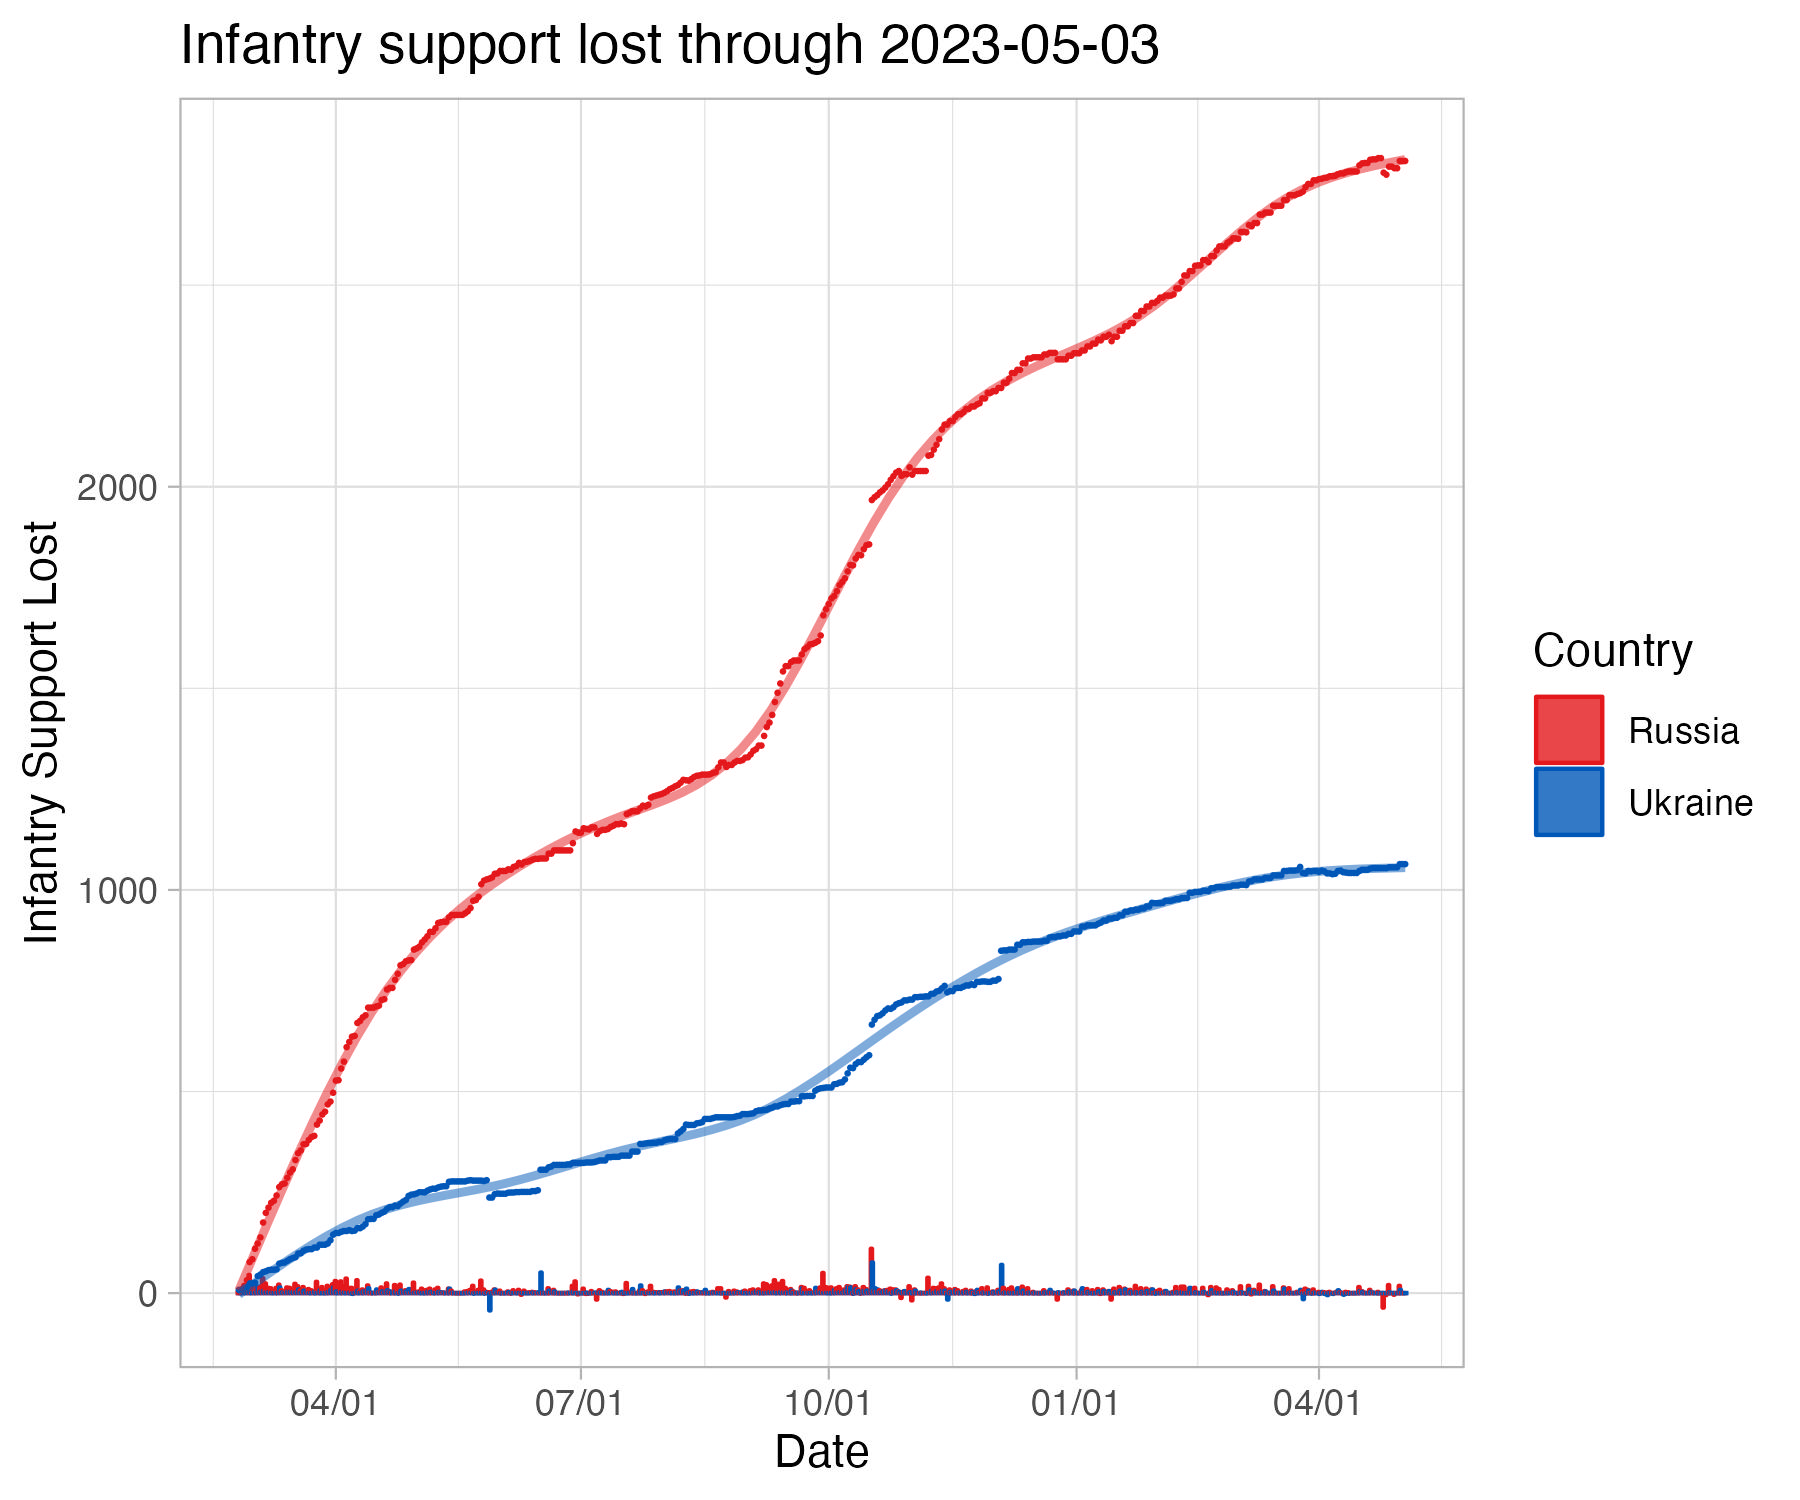 Infantry support lost through 2023-05-03
Infantry Support Lost
2000
1000
0
04/01
07/01
10/01
01/01
04/01
Date
Country
Russia
Ukraine